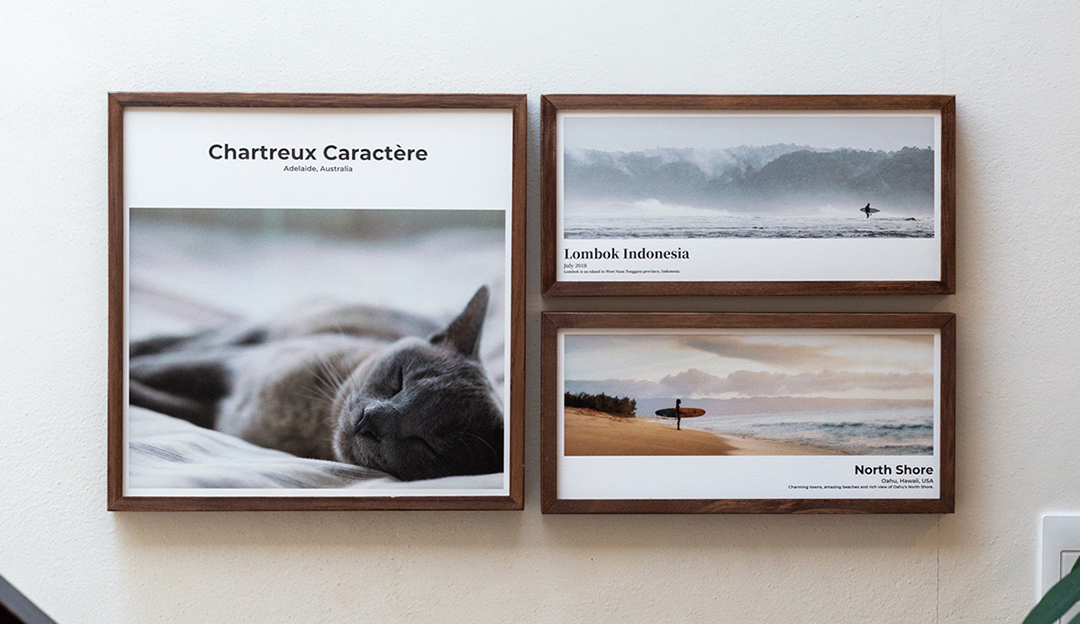 Chartreux Caractère
Adelaide, Australia
Lombok Indonesia
July 2018
Lombok is an island in West Nusa Tenggara province, Indonesia.
North Shore
Oahu, Hawaii, USA
Charming towns, amazing beaches and rich view of Oahu's North Shore.